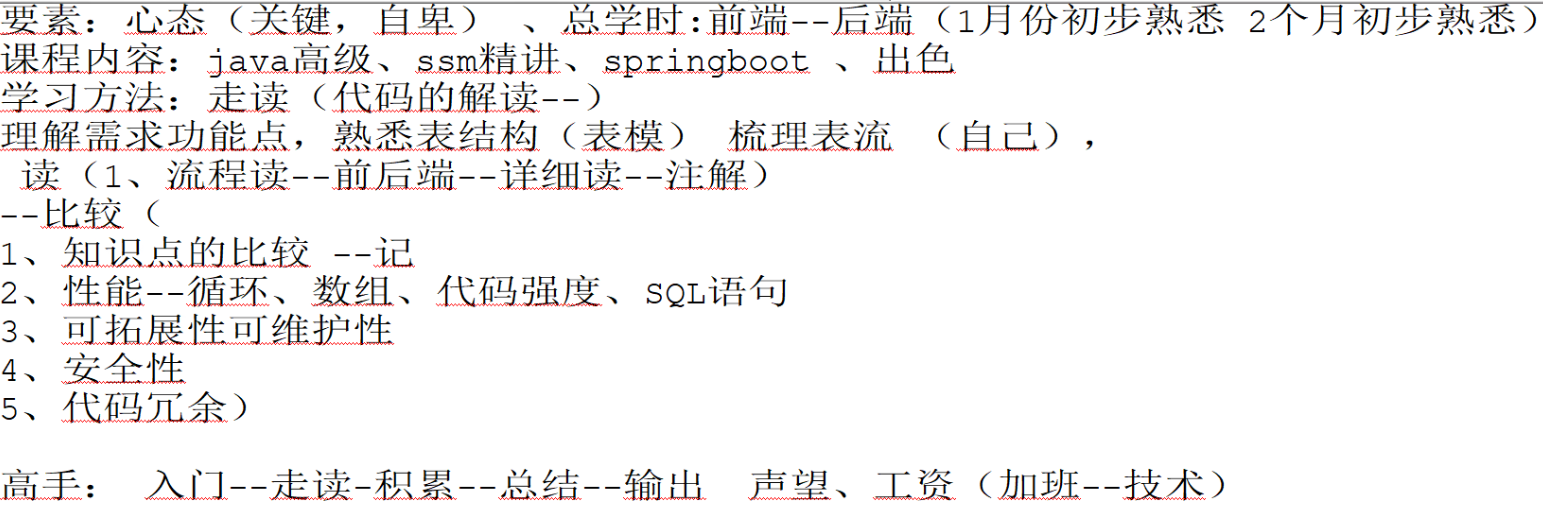 要素：心态（关键，自卑） 、总学时:前端--后端（1月份初步熟悉 2个月初步熟悉）
课程内容：java高级、ssm精讲、springboot 、出色
学习方法：走读（代码的解读--）
理解需求功能点，熟悉表结构（表模） 梳理表流 （自己），
读（1、流程读--前后端--详细读--注解）
--比较（
1、知识点的比较 --记
2、性能--循环、数组、代码强度、SQL语句
3、可拓展性可维护性
4、安全性
5、代码冗余）
高手： 入门--走读-积累--总结--输出 声望、工资（加班--技术）